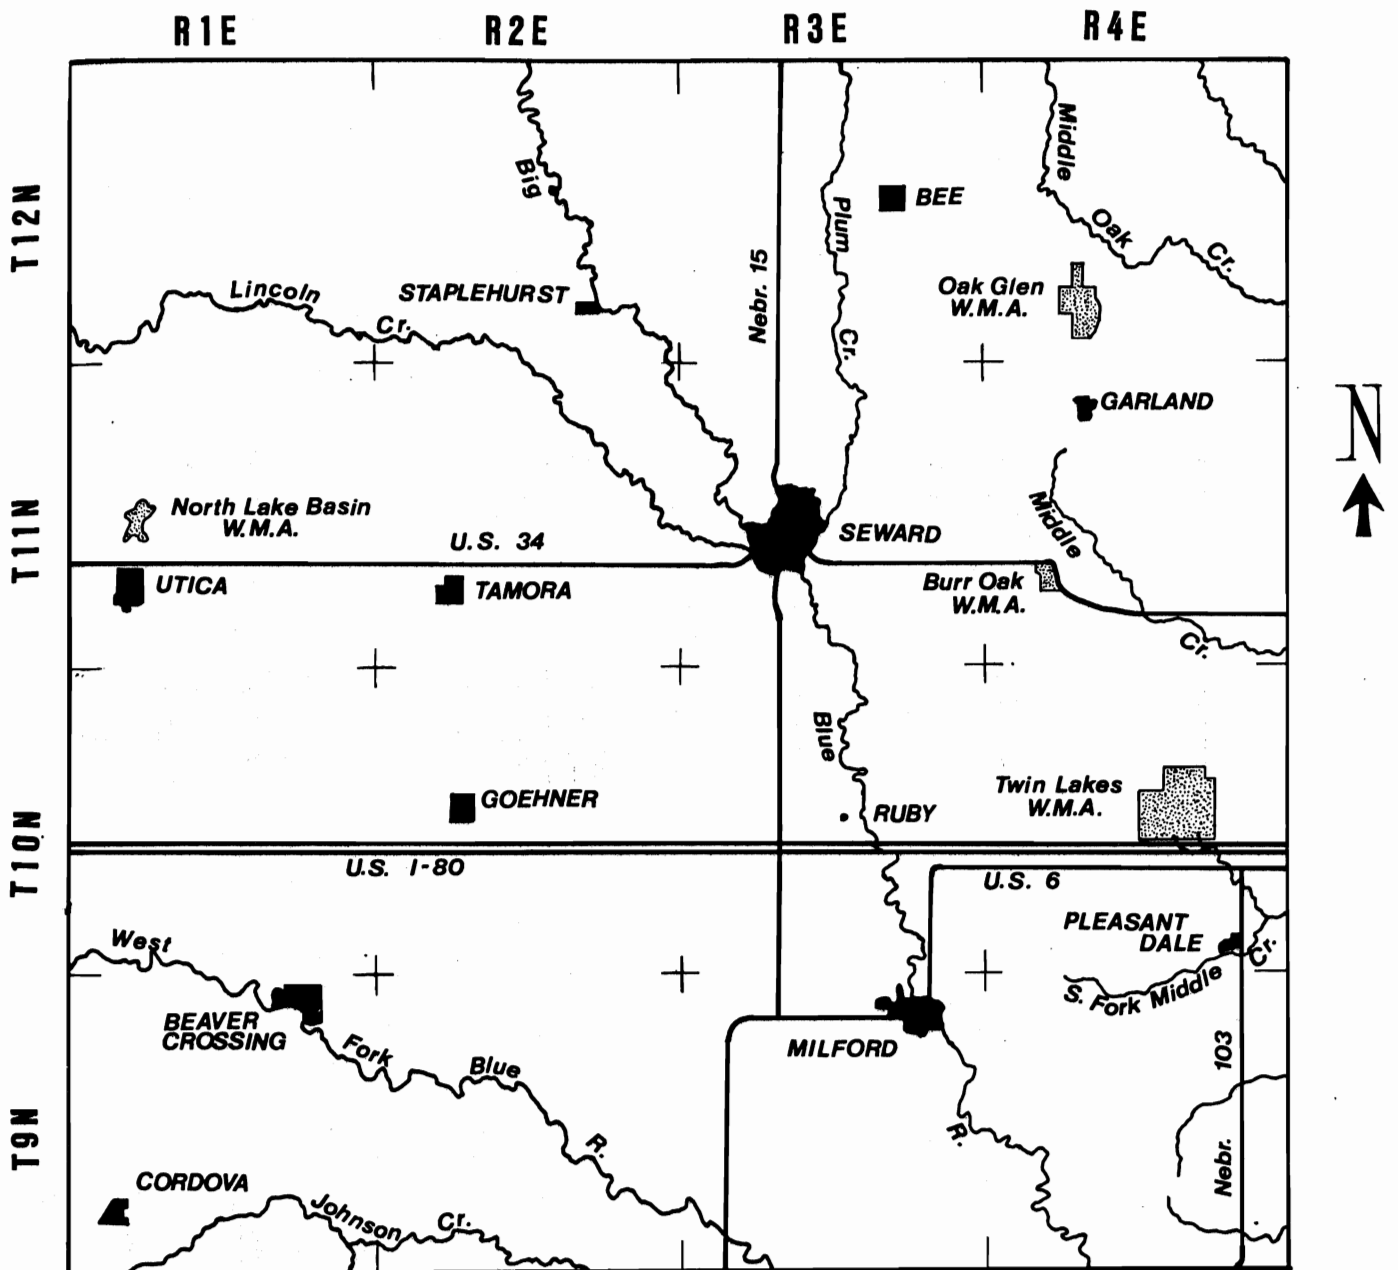 R1E R2E R3E R4E
T12N
T11N
T10N
T9N
N
Big
Middle
Oak
Cr.
Plum
Cr.
BEE
Nebr. 15
Lincoln
Cr.
STAPLEHURST
Oak Glen
W.M.A.
GARLAND
North Lake Basin
W.M.A.
U.S. 34
SEWARD
Middle
Cr.
UTICA
TAMORA
Burr Oak
W.M.A.
Blue
GOEHNER
RUBY
Twin Lakes
W.M.A.
U.S. I-80
U.S. 6
PLEASANT
DALE
West
Fork
Blue
R.
BEAVER
CROSSING
MILFORD
R.
S. Fork Middle
Cr.
Nebr. 103
CORDOVA
Johnson
Cr.